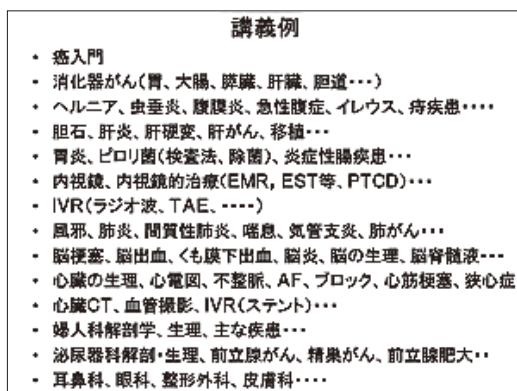 講義例
・ 癌入門
・ 消化器がん(胃、大腸、膵臓、肝臓、胆道・・・)
・ ヘルニア、虫垂炎、腹膜炎、急性腹症、イレウス、痔疾患・・・・
・ 胆石、肝炎、肝硬変、肝がん、移植・・・
・ 胃炎、ピロリ菌(検査法、除菌)、炎症性腸疾患・・・
・ 内視鏡、内視鏡的治療(EMR, EST等、PTCD)・・・
・ IVR(ラジオ波、TAE、・・・・)
・ 風邪、肺炎、間質性肺炎、喘息、気管支炎、肺がん・・・
・ 脳梗塞、脳出血、くも膜下出血、脳炎、脳の生理、脳脊髄液・・・
・ 心臓の生理、心電図、不整脈、AF、ブロック、心筋梗塞、狭心症
・ 心臓CT、血管撮影、IVR(ステント)・・・
・ 婦人科解剖学、生理、主な疾患・・・
・ 泌尿器科解剖・生理、前立腺がん、精巣がん、前立腺肥大・・
・ 耳鼻科、眼科、整形外科、皮膚科・・・・